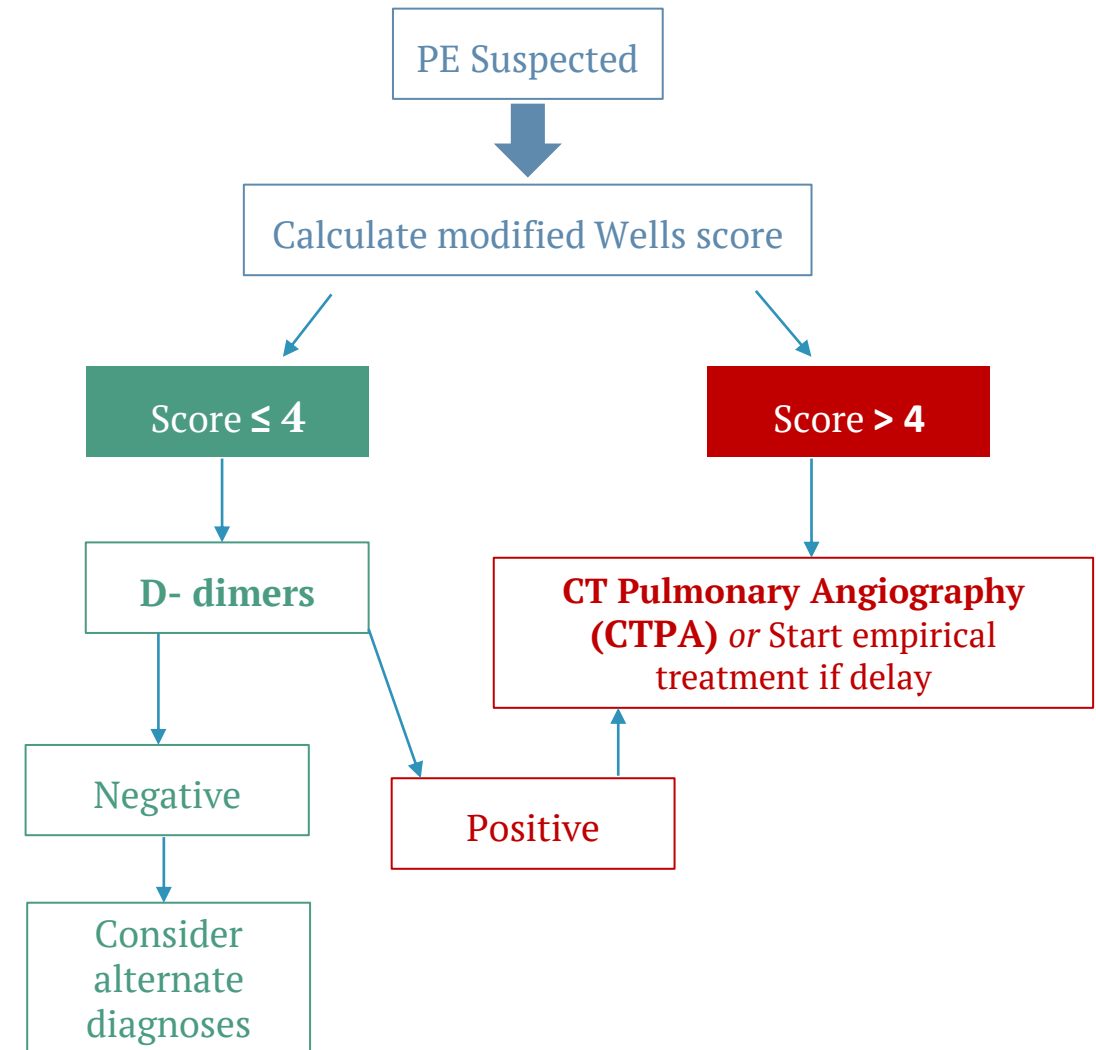 PE Suspected
Calculate modified Wells score
Score ≤ 4
Score > 4
D- dimers
CT Pulmonary Angiography
(CTPA) or Start empirical
treatment if delay
Negative
Positive
Consider
alternate
diagnoses